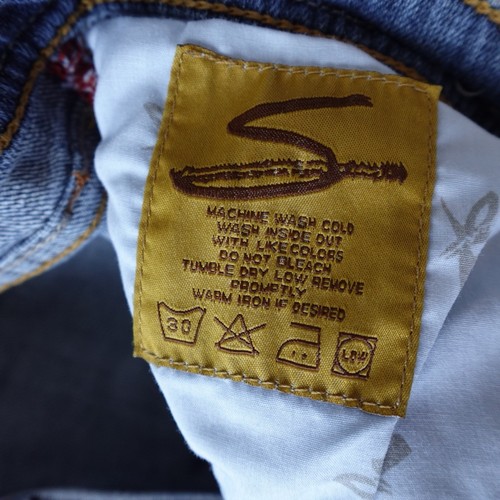 S
MACHINE WASH COLD
WASH INSIDE OUT
WITH LIKE COLORS
DO NOT BLEACH
TUMBLE DRY LOW REMOVE
PROMPTLY
WARM IRON IF DESIRED
30
LOW